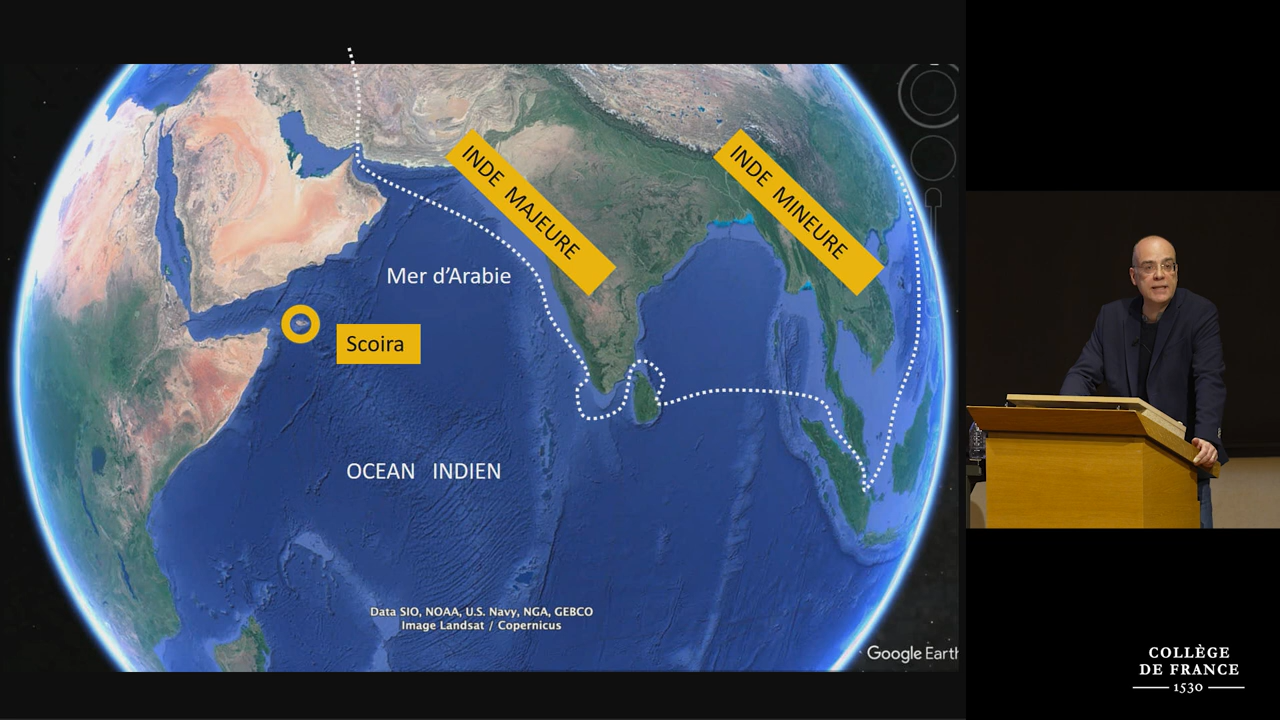 INDE MAJEURE
INDE MINEURE
Mer d'Arabie
Scoira
OCEAN INDIEN
Data SIO, NOAA, U.S. Navy, NGA, GEBCO
Image Landsat / Copernicus
Google Earth
COLLÈGE
DE FRANCE
1530